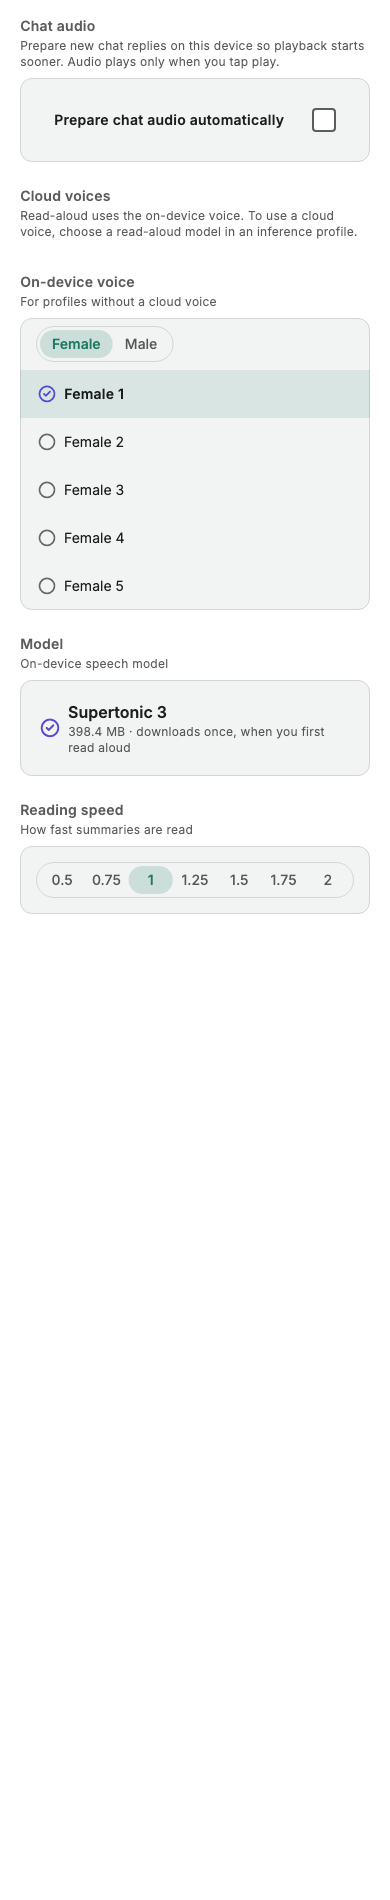 Chat audio
Prepare new chat replies on this device so playback starts
sooner. Audio plays only when you tap play.
Prepare chat audio automatically
Cloud voices
Read-aloud uses the on-device voice. To use a cloud
voice, choose a read-aloud model in an inference profile.
On-device voice
For profiles without a cloud voice
Female Male
Female 1
Female 2
Female 3
Female 4
Female 5
Model
On-device speech model
Supertonic 3
398.4 MB · downloads once, when you first
read aloud
Reading speed
How fast summaries are read
0.5 0.75 1 1.25 1.5 1.75 2